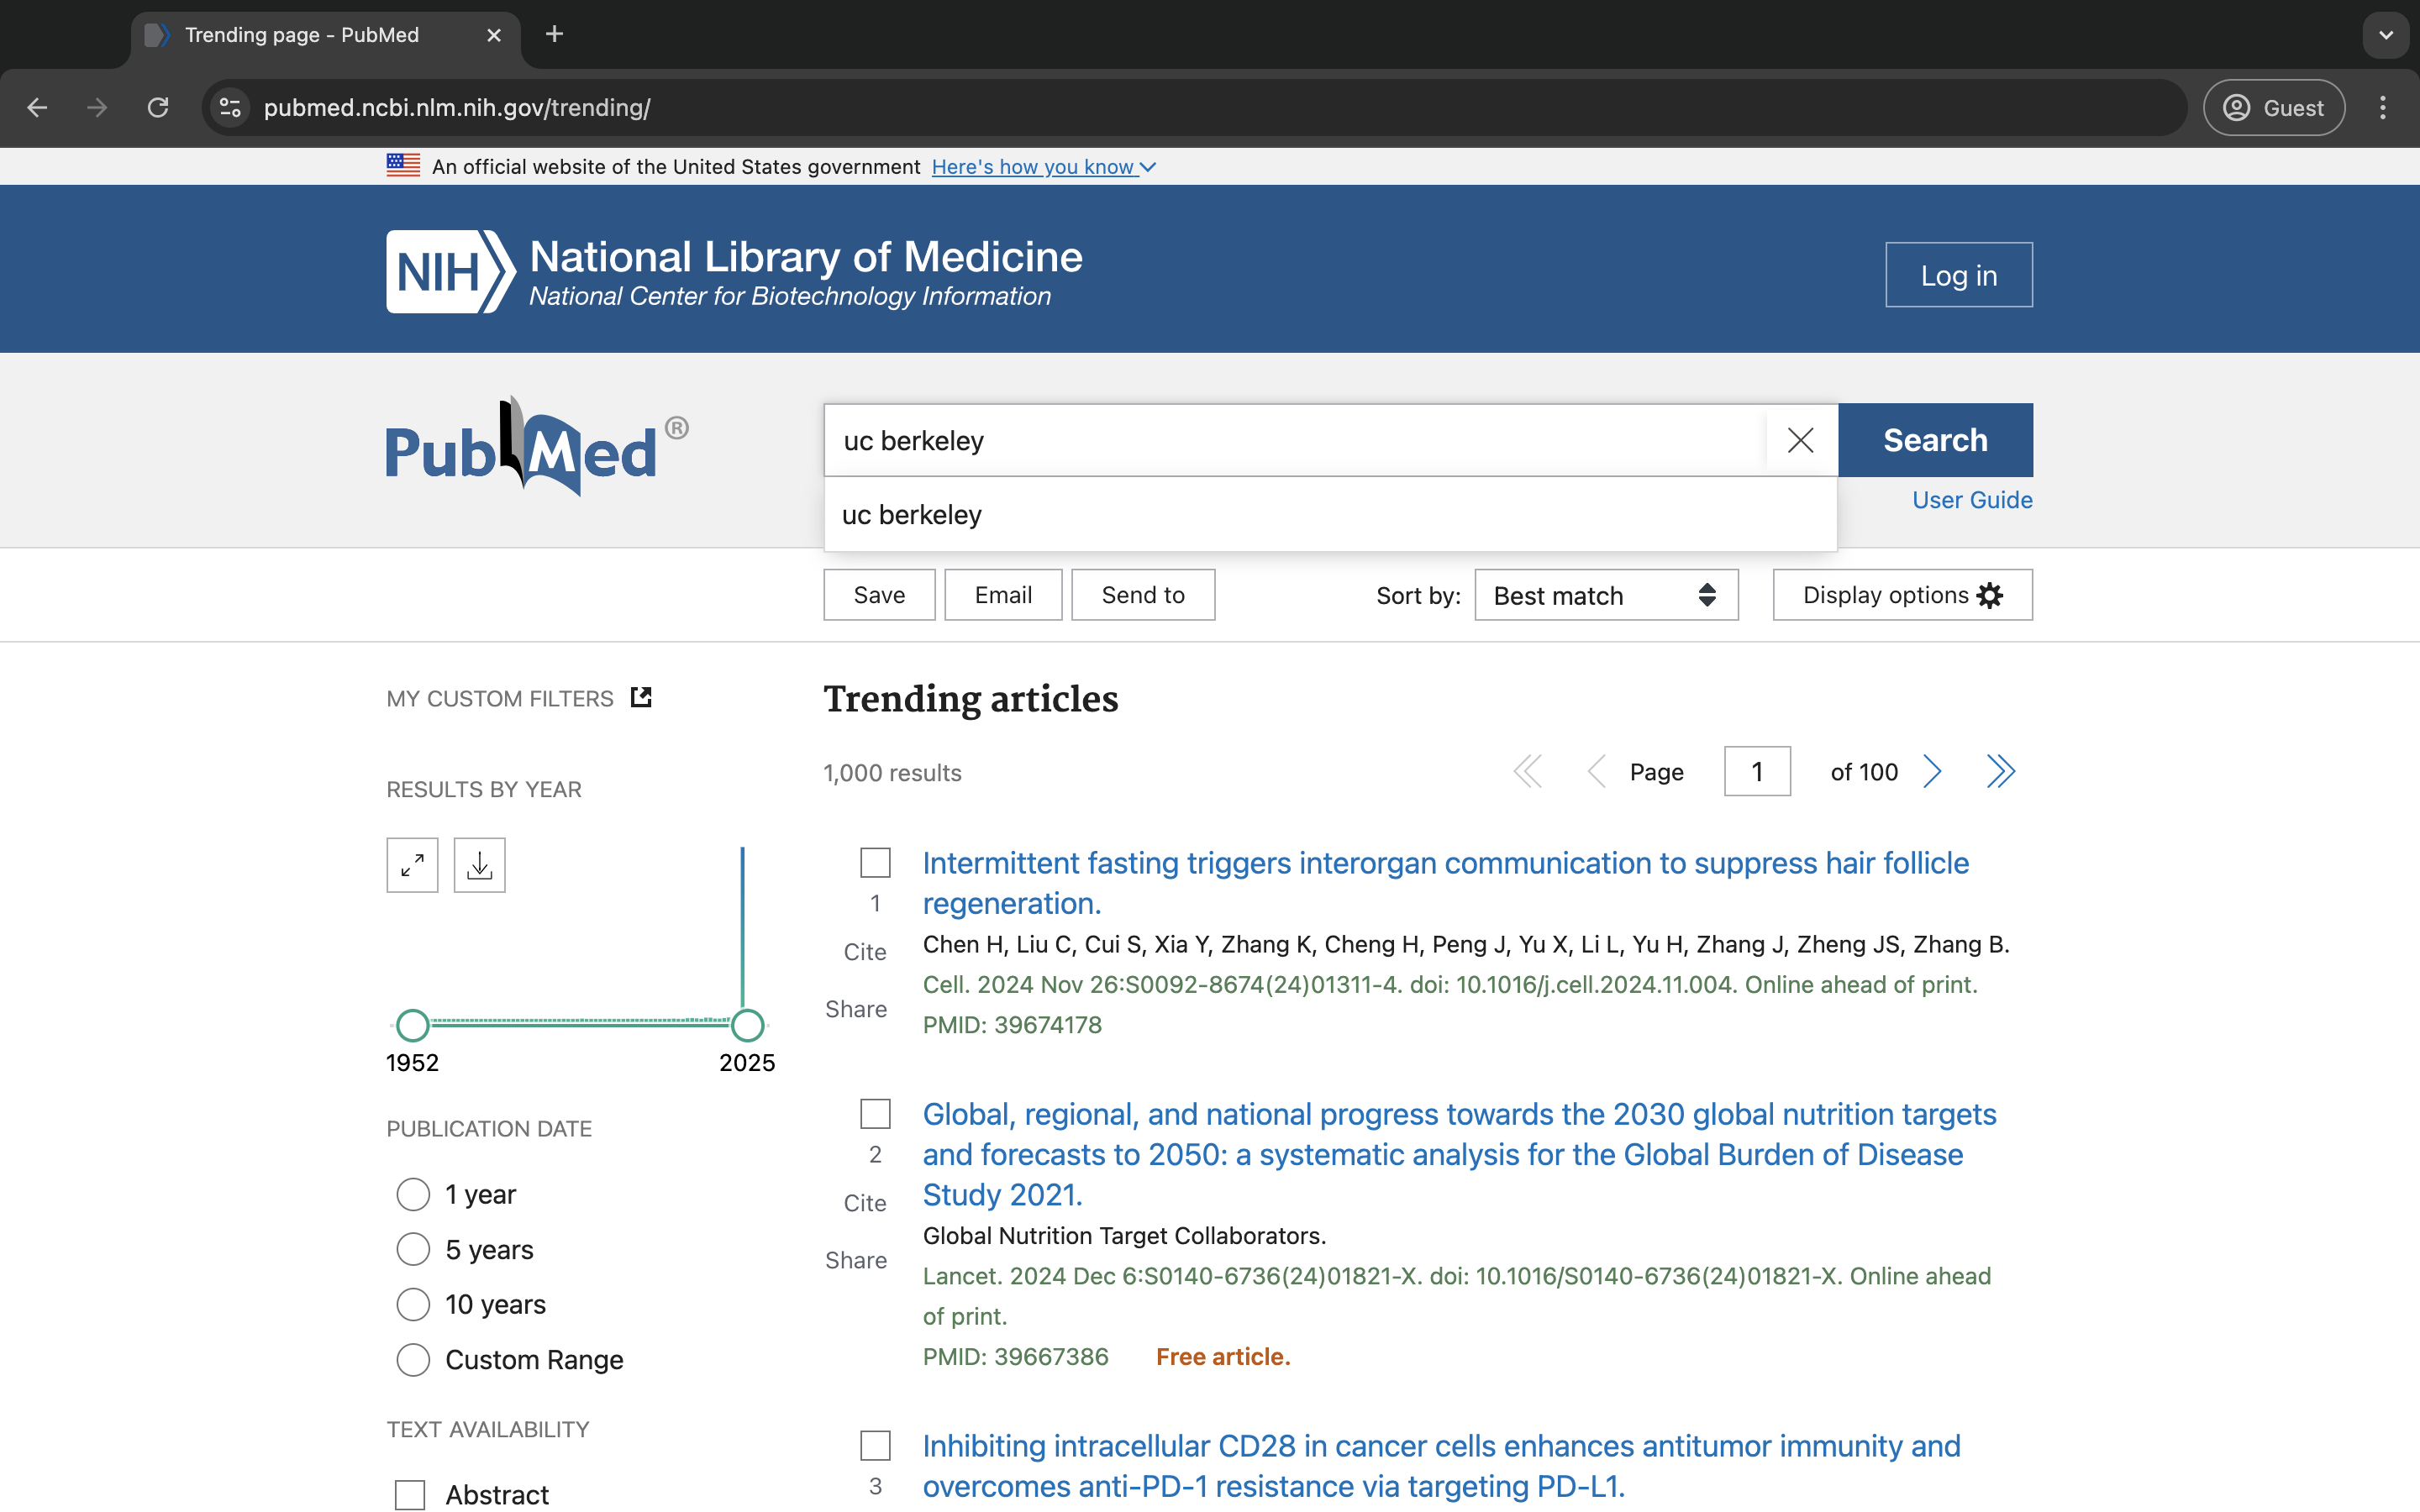 Trending page - PubMed
pubmed.ncbi.nlm.nih.gov/trending/
Guest
An official website of the United States government Here's how you know
NIH National Library of Medicine
National Center for Biotechnology Information
Log in
PubMed ®
uc berkeley
Search
uc berkeley
User Guide
Save
Email
Send to
Sort by: Best match
Display options
MY CUSTOM FILTERS
RESULTS BY YEAR
1952
2025
PUBLICATION DATE
1 year
5 years
10 years
Custom Range
TEXT AVAILABILITY
Abstract
Trending articles
1,000 results
Page 1 of 100
1
Cite
Share
Intermittent fasting triggers interorgan communication to suppress hair follicle
regeneration.
Chen H, Liu C, Cui S, Xia Y, Zhang K, Cheng H, Peng J, Yu X, Li L, Yu H, Zhang J, Zheng JS, Zhang B.
Cell. 2024 Nov 26:S0092-8674(24)01311-4. doi: 10.1016/j.cell.2024.11.004. Online ahead of print.
PMID: 39674178
2
Cite
Share
Global, regional, and national progress towards the 2030 global nutrition targets
and forecasts to 2050: a systematic analysis for the Global Burden of Disease
Study 2021.
Global Nutrition Target Collaborators.
Lancet. 2024 Dec 6:S0140-6736(24)01821-X. doi: 10.1016/S0140-6736(24)01821-X. Online ahead
of print.
PMID: 39667386 Free article.
3
Inhibiting intracellular CD28 in cancer cells enhances antitumor immunity and
overcomes anti-PD-1 resistance via targeting PD-L1.